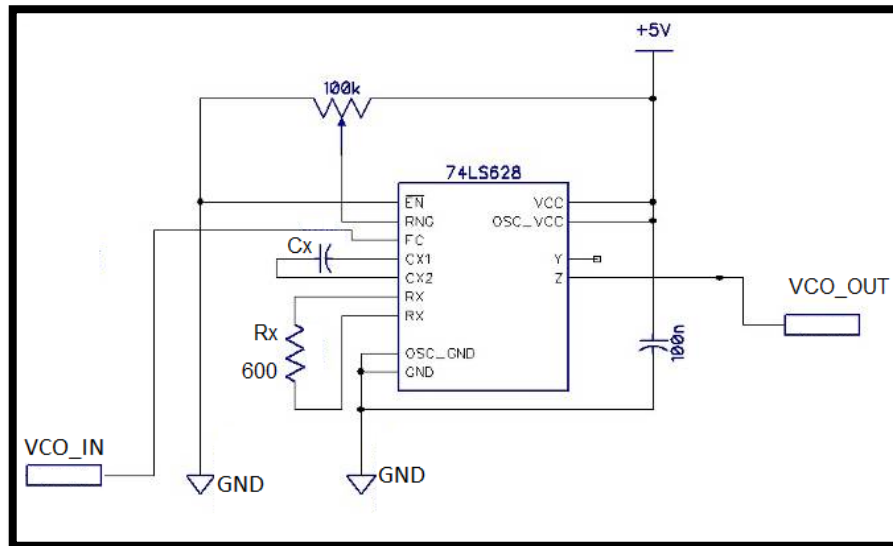 +5V
100k
74LS628
EN
RNG
FC
CX1
CX2
RX
RX
OSC_GND
GND
VCC
OSC_VCC
Y
Z
Cx
Rx
600
100n
VCO_OUT
VCO_IN
GND
GND